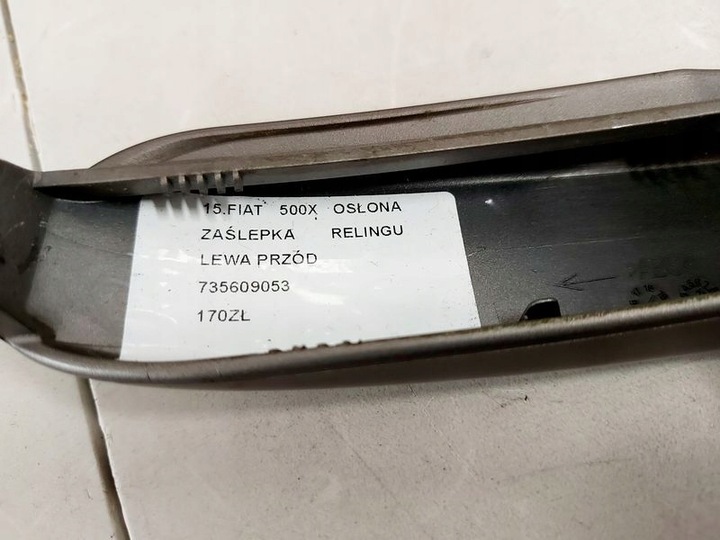 15.FIAT 500X OSŁONA
ZAŚLEPKA RELINGU
LEWA PRZÓD
735609053
170ZŁ